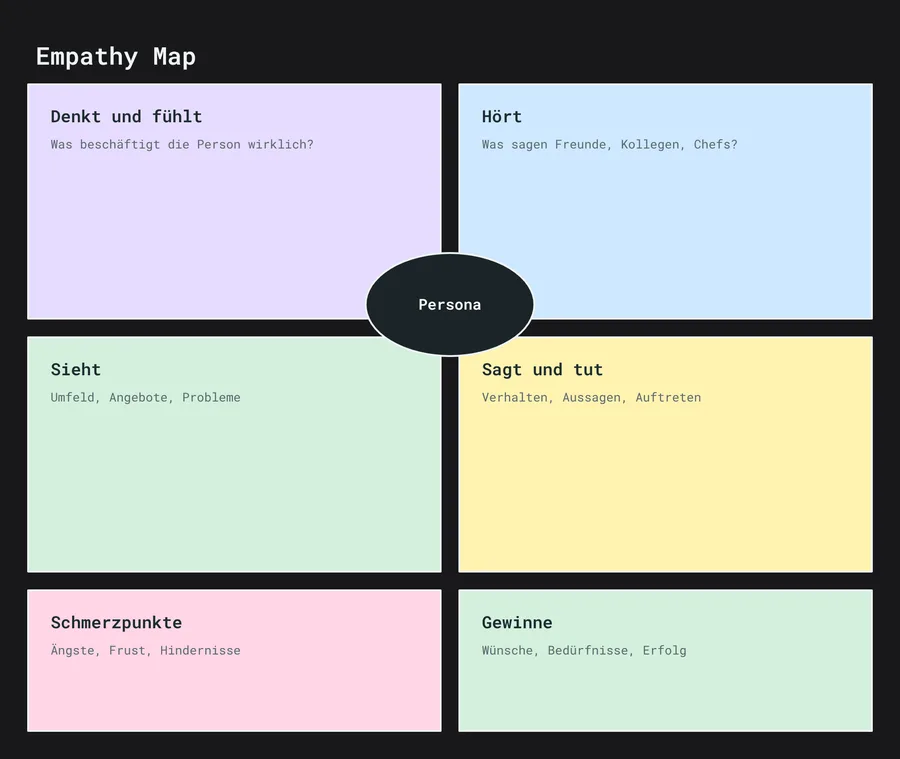 Empathy Map
Denkt und fühlt
Was beschäftigt die Person wirklich?
Hört
Was sagen Freunde, Kollegen, Chefs?
Persona
Sieht
Umfeld, Angebote, Probleme
Sagt und tut
Verhalten, Aussagen, Auftreten
Schmerzpunkte
Ängste, Frust, Hindernisse
Gewinne
Wünsche, Bedürfnisse, Erfolg